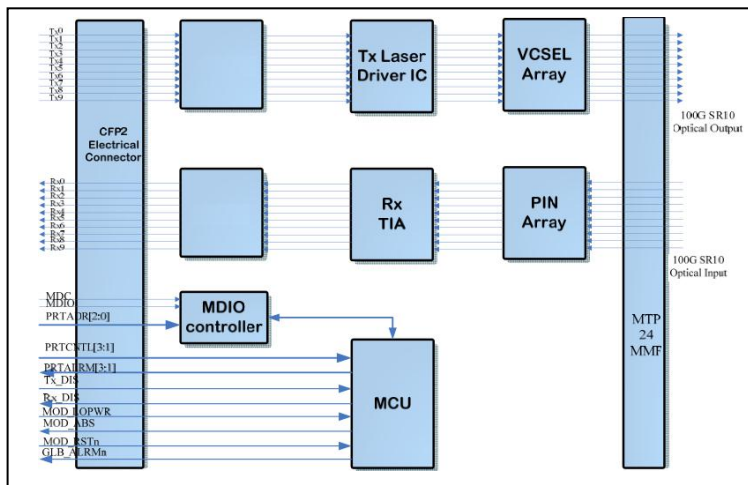 Tx0
Tx1
Tx2
Tx3
Tx4
Tx5
Tx6
Tx7
Tx8
Tx9
CFP2
Electrical
Connector
Tx Laser
Driver IC
VCSEL
Array
100G SR10
Optical Output
Rx0
Rx1
Rx2
Rx3
Rx4
Rx5
Rx6
Rx7
Rx8
Rx9
Rx
TIA
PIN
Array
100G SR10
Optical Input
MDC
MDIO
PRTADR[2:0]
MDIO
controller
PRTCNTL[3:1]
PRTALRM[3:1]
Tx_DIS
Rx_DIS
MOD_LOPWR
MOD_ABS
MOD_RSTn
GLB_ALRMn
MCU
MTP
24
MMF